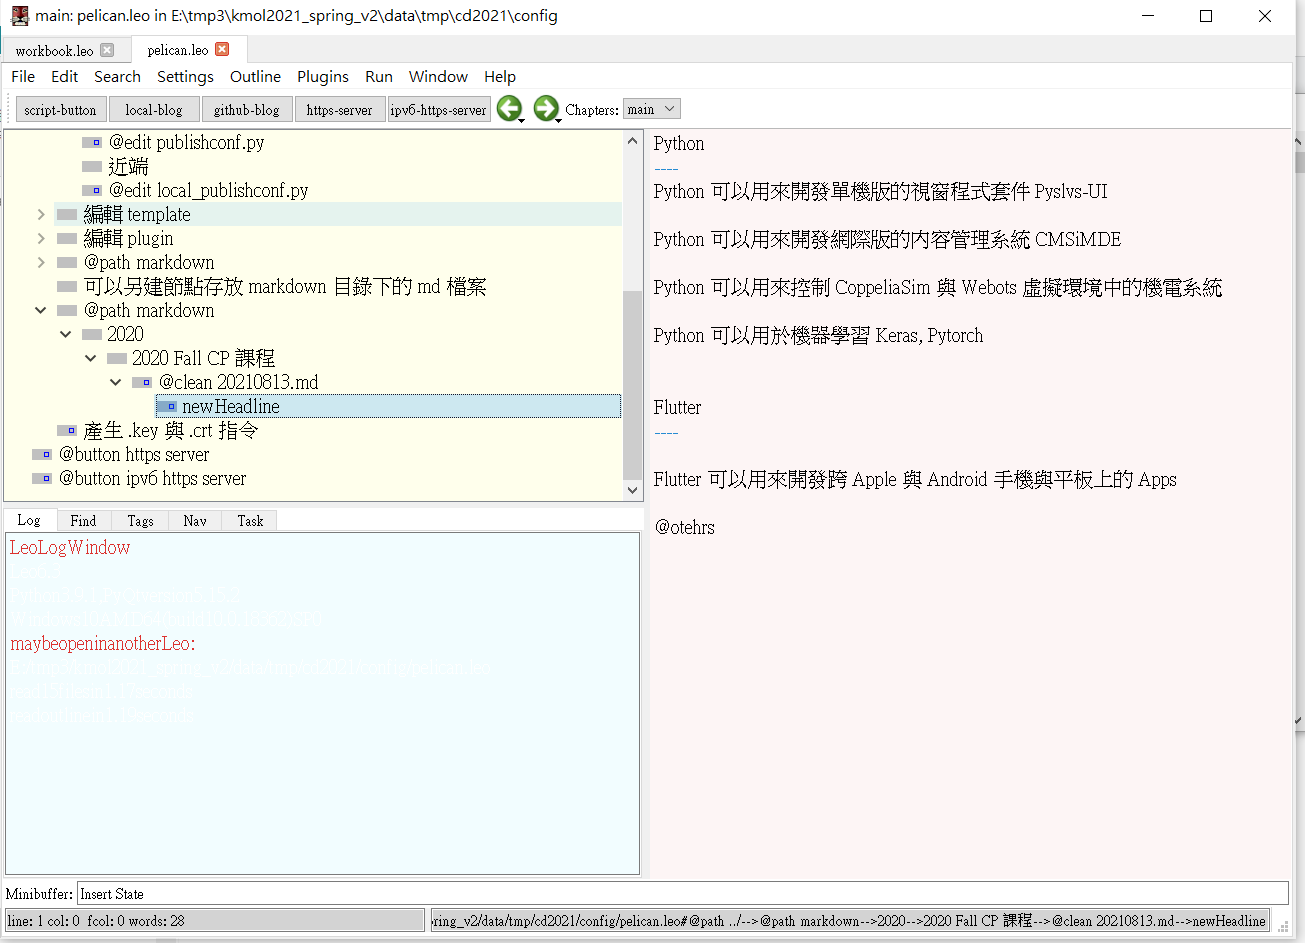 main: pelican.leo in E:\tmp3\kmol2021_spring_v2\data\tmp\cd2021\config
workbook.leo
pelican.leo
File Edit Search Settings Outline Plugins Run Window Help
script-button local-blog github-blog https-server ipv6-https-server Chapters: main
@edit publishconf.py
近端
@edit local_publishconf.py
編輯 template
編輯 plugin
@path markdown
可以另建節點存放 markdown 目錄下的 md 檔案
@path markdown
2020
2020 Fall CP 課程
@clean 20210813.md
newHeadline
產生 .key 與 .crt 指令
@button https server
@button ipv6 https server
Log Find Tags Nav Task
LeoLogWindow
maybeopeninanotherLeo:
Python
----
Python 可以用來開發單機版的視窗程式套件 Pyslvs-UI
Python 可以用來開發網際版的內容管理系統 CMSiMDE
Python 可以用來控制 CoppeliaSim 與 Webots 虛擬環境中的機電系統
Python 可以用於機器學習 Keras, Pytorch
Flutter
----
Flutter 可以用來開發跨 Apple 與 Android 手機與平板上的 Apps
@otehrs
Minibuffer: Insert State
line: 1 col: 0 fcol: 0 words: 28
ring_v2/data/tmp/cd2021/config/pelican.leo#@path ../-->@path markdown-->2020-->2020 Fall CP 課程-->@clean 20210813.md-->newHeadline